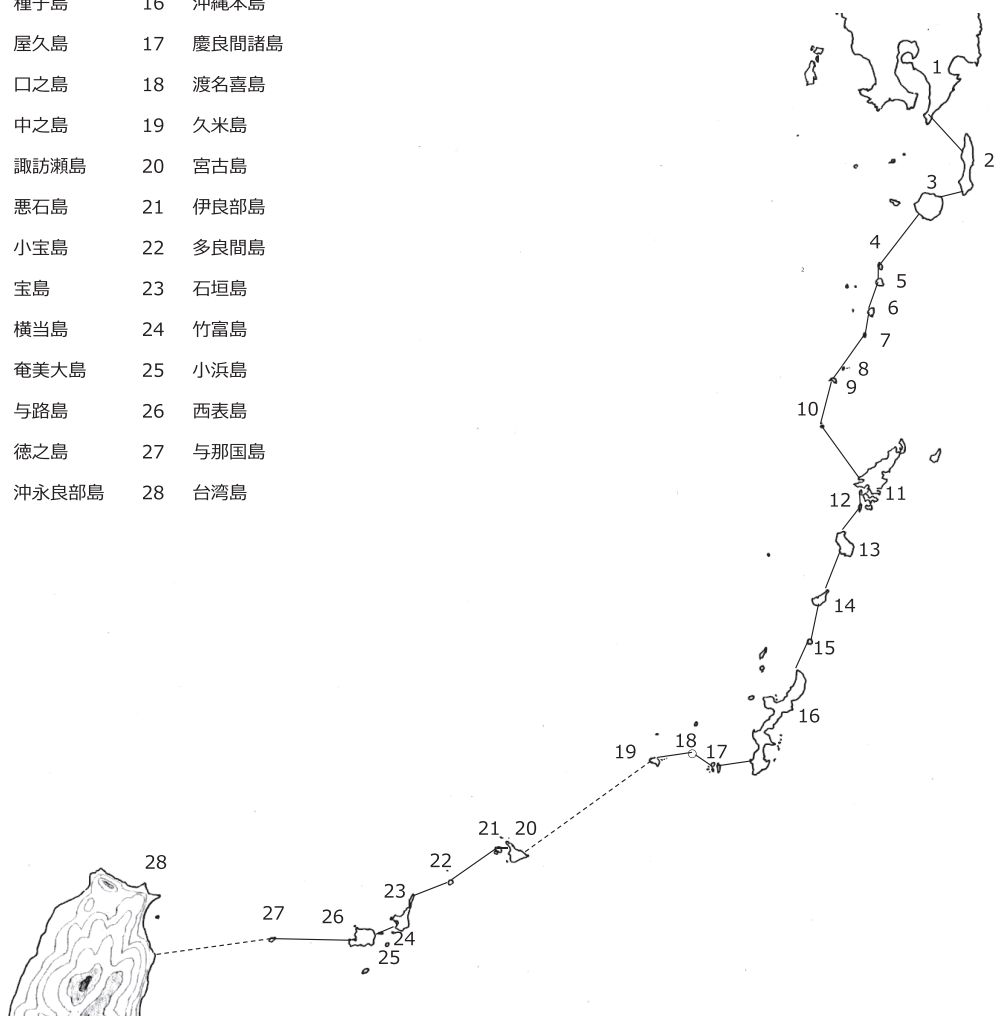 種子島 16 沖縄本島
屋久島 17 慶良間諸島
口之島 18 渡名喜島
中之島 19 久米島
諏訪瀬島 20 宮古島
悪石島 21 伊良部島
小宝島 22 多良間島
宝島 23 石垣島
横当島 24 竹富島
奄美大島 25 小浜島
与路島 26 西表島
徳之島 27 与那国島
沖永良部島 28 台湾島
1
2
3
4
5
6
7
8
9
10
11
12
13
14
15
16
18 17
19
21 20
22
28
23
27
26
24
25
2